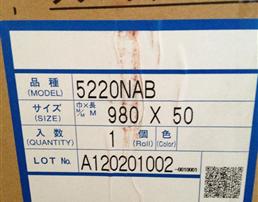 品種 (MODEL) 5220NAB
サイズ (SIZE) 巾×長 M/M M 980 X 50
入数 (QUANTITY) 1 個 (Roll) 色 (Color)
LOT No. A120201002-0010001